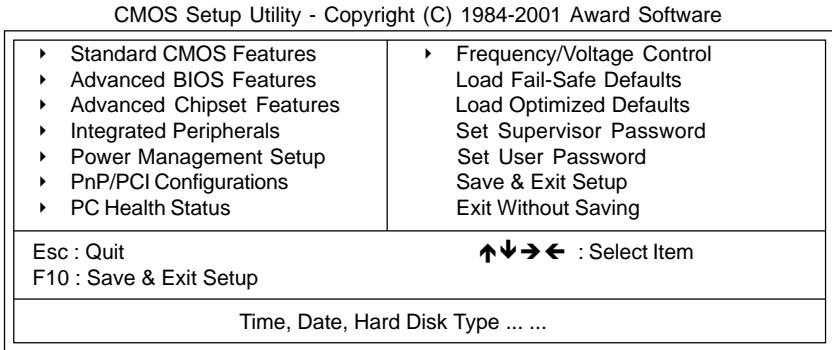 CMOS Setup Utility - Copyright (C) 1984-2001 Award Software
‣ Standard CMOS Features
‣ Advanced BIOS Features
‣ Advanced Chipset Features
‣ Integrated Peripherals
‣ Power Management Setup
‣ PnP/PCI Configurations
‣ PC Health Status
‣ Frequency/Voltage Control
Load Fail-Safe Defaults
Load Optimized Defaults
Set Supervisor Password
Set User Password
Save & Exit Setup
Exit Without Saving
Esc : Quit
F10 : Save & Exit Setup
↑↓→← : Select Item
Time, Date, Hard Disk Type ... ...